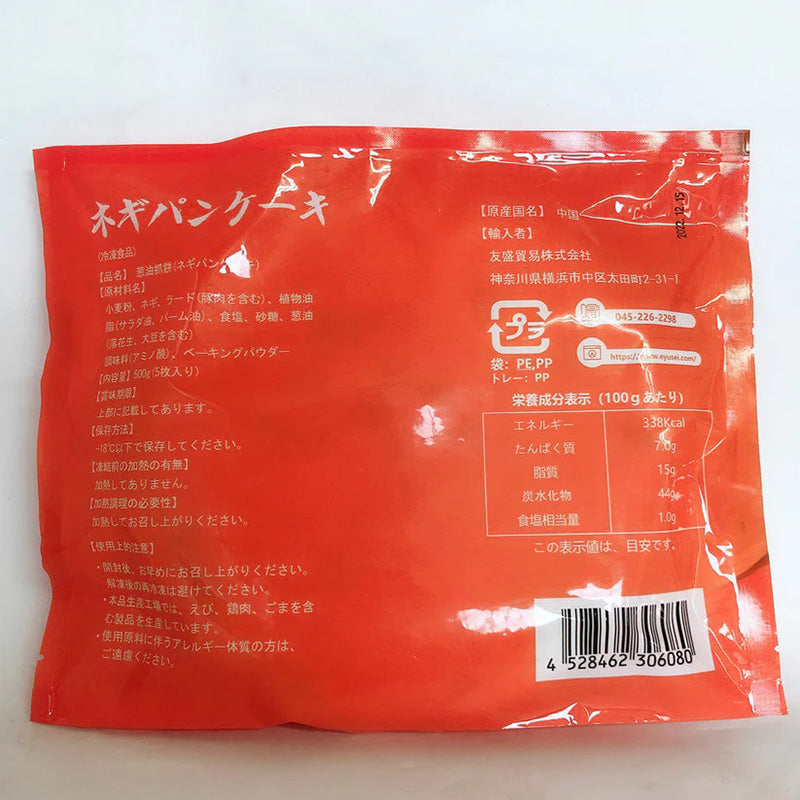 ネギパンケーキ
(冷凍食品)
【品名】 葱油抓餅(ネギパンケーキ)
【原材料名】
小麦粉、ネギ、ラード(豚肉を含む)、植物油
脂(サラダ油、パーム油)、食塩、砂糖、葱油
(落花生、大豆を含む)
調味料(アミノ酸)、ベーキングパウダー
【内容量】500g(5枚入り)
【賞味期限】
上部に記載してあります。
【保存方法】
-18℃以下で保存してください。
【凍結前の加熱の有無】
加熱してありません。
【加熱調理の必要性】
加熱してお召し上がりください。
【使用上的注意】
・開封後、お早めにお召し上がりください。
解凍後の再冷凍は避けてください。
・本品生産工場では、えび、鶏肉、ごまを含
む製品を生産しています。
・使用原料に伴うアレルギー体質の方は、
ご遠慮ください。
【原産国名】 中国
【輸入者】
友盛貿易株式会社
神奈川県横浜市中区太田町2-31-1
2022.12.15
プラ
袋: PE,PP
トレー: PP
045-226-2298
https://www.eyusei.com/
栄養成分表示(100gあたり)
エネルギー 338Kcal
たんぱく質 7.0g
脂質 15g
炭水化物 44g
食塩相当量 1.0g
この表示値は、目安です。
4 528462 306080